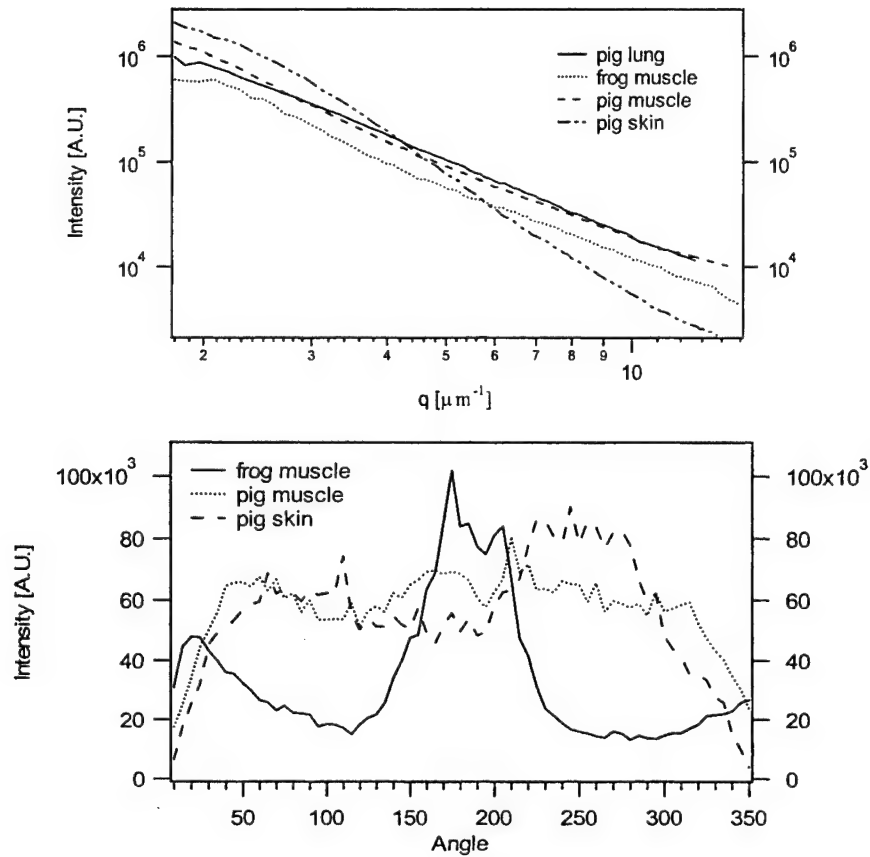 pig lung
frog muscle
pig muscle
pig skin
10^6
10^5
10^4
10^6
10^5
10^4
Intensity [A.U.]
2 3 4 5 6 7 8 9 10
q [μm^-1]
frog muscle
pig muscle
pig skin
100x10^3
80
60
40
20
0
100x10^3
80
60
40
20
0
Intensity [A.U.]
50 100 150 200 250 300 350
Angle